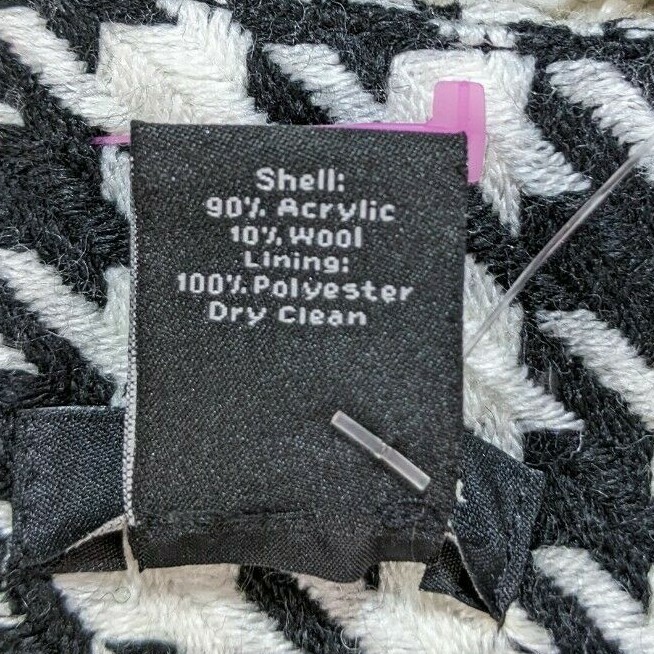 Shell:
90% Acrylic
10% Wool
Lining:
100% Polyester
Dry Clean